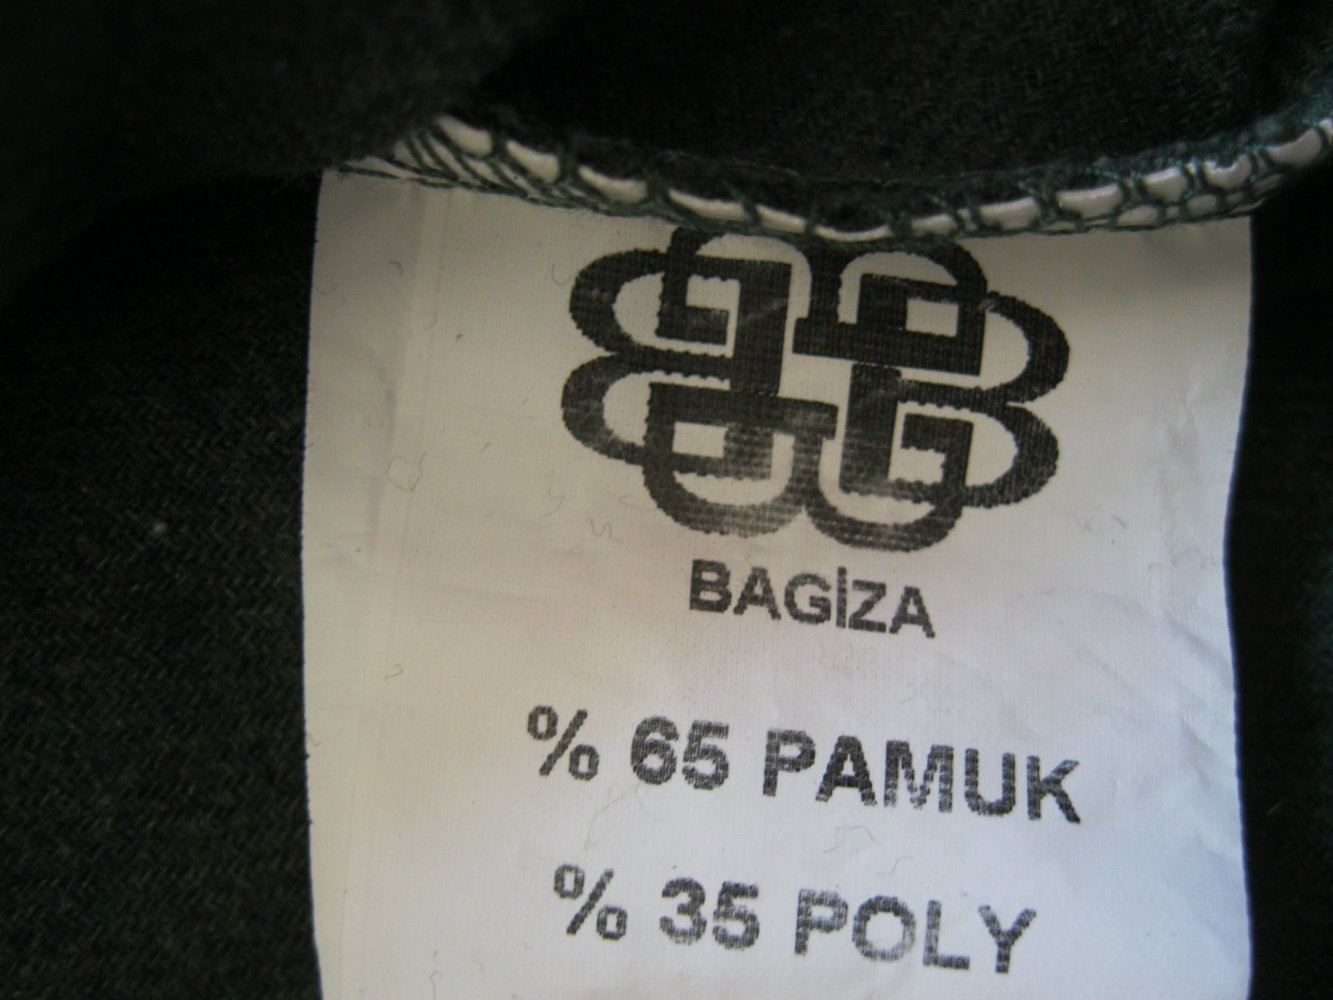 BAGİZA
% 65 PAMUK
% 35 POLY